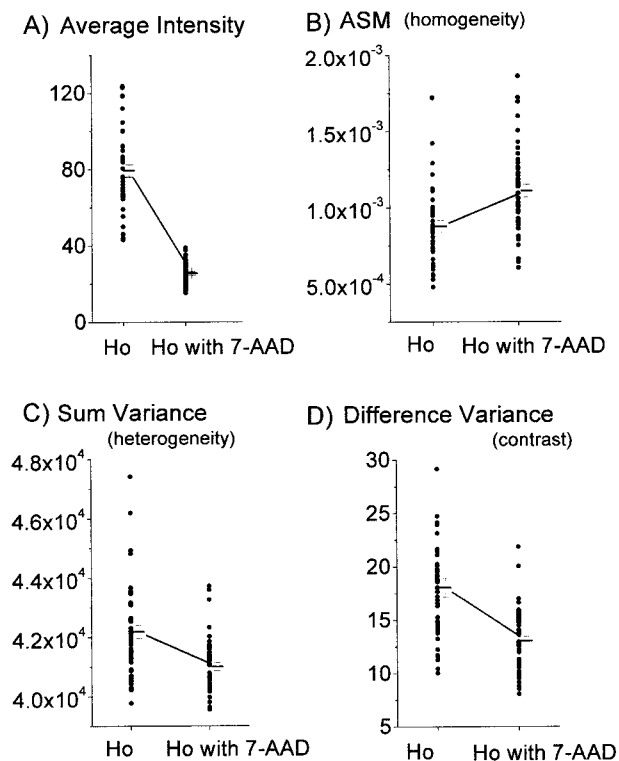 A) Average Intensity
120
80
40
0
Ho
Ho with 7-AAD
B) ASM (homogeneity)
2.0x10⁻³
1.5x10⁻³
1.0x10⁻³
5.0x10⁻⁴
Ho
Ho with 7-AAD
C) Sum Variance
(heterogeneity)
4.8x10⁴
4.6x10⁴
4.4x10⁴
4.2x10⁴
4.0x10⁴
Ho
Ho with 7-AAD
D) Difference Variance
(contrast)
30
25
20
15
10
5
Ho
Ho with 7-AAD